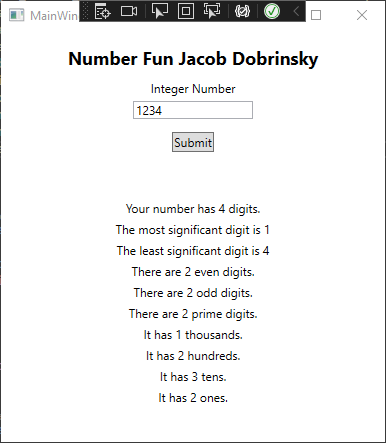 MainWin
Number Fun Jacob Dobrinsky
Integer Number
1234
Submit
Your number has 4 digits.
The most significant digit is 1
The least significant digit is 4
There are 2 even digits.
There are 2 odd digits.
There are 2 prime digits.
It has 1 thousands.
It has 2 hundreds.
It has 3 tens.
It has 2 ones.